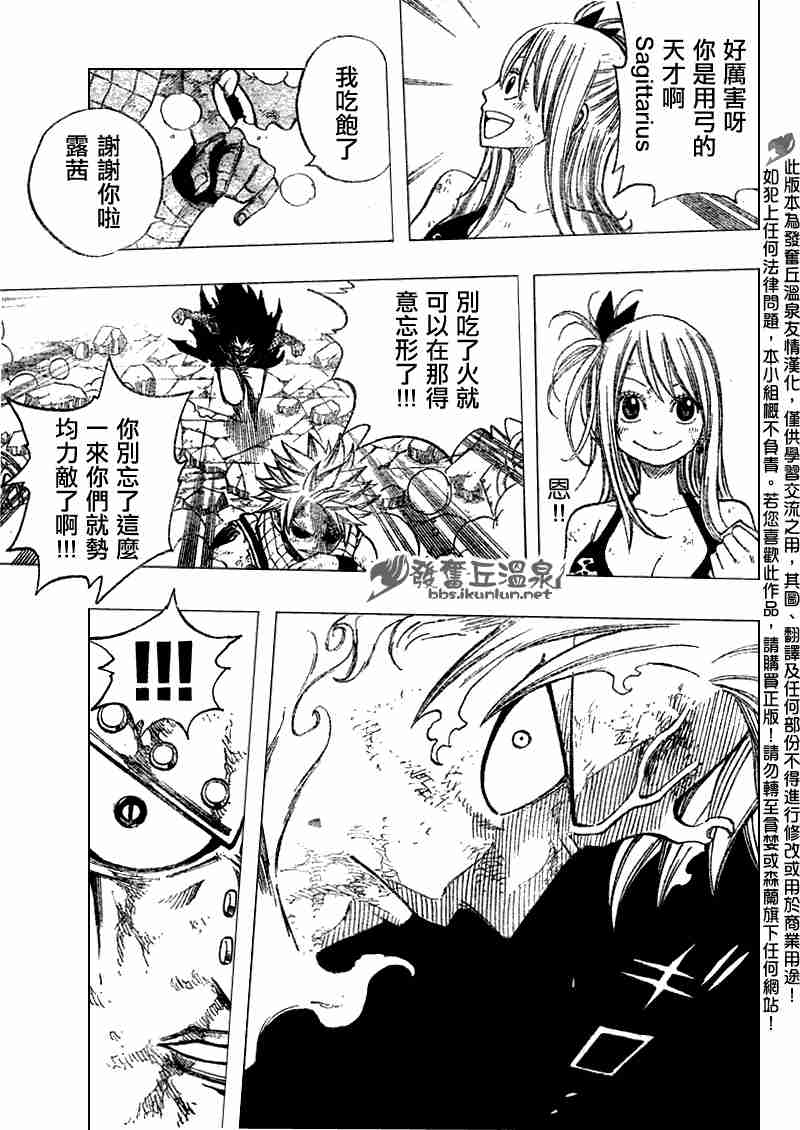 好厲害呀
你是用弓的
天才啊
Sagittarius
我吃飽了
謝謝你啦
露茜
恩!!
別吃了火就
可以在那得
意忘形了!!!
你別忘了這麼
一來你們就勢
均力敵了啊!!!
發奮丘溫泉
bbs.ikunlun.net
!!!
此版本為發奮丘溫泉友情漢化，僅供學習交流之用，其圖、翻譯及任何部份不得進行修改或用於商業用途！
如犯上任何法律問題，本小組概不負責。若您喜歡此作品，請購買正版！請勿轉至貪婪或森蘭旗下任何網站！